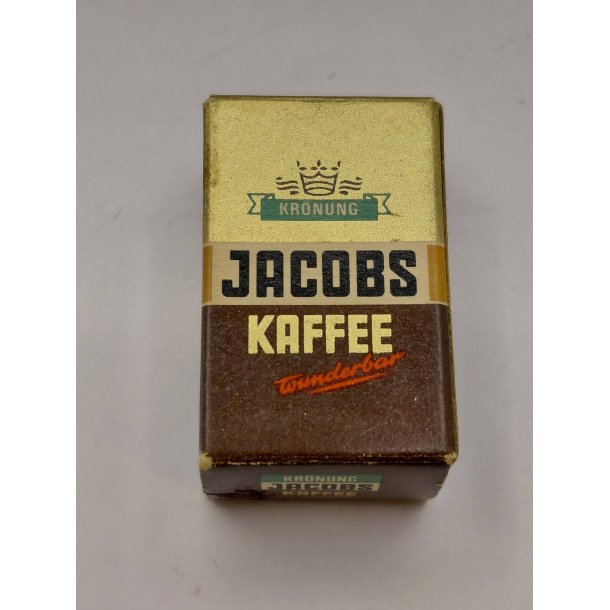 KRÖNUNG
JACOBS
KAFFEE
wunderbar
KRÖNUNG
JACOBS
KAFFEE